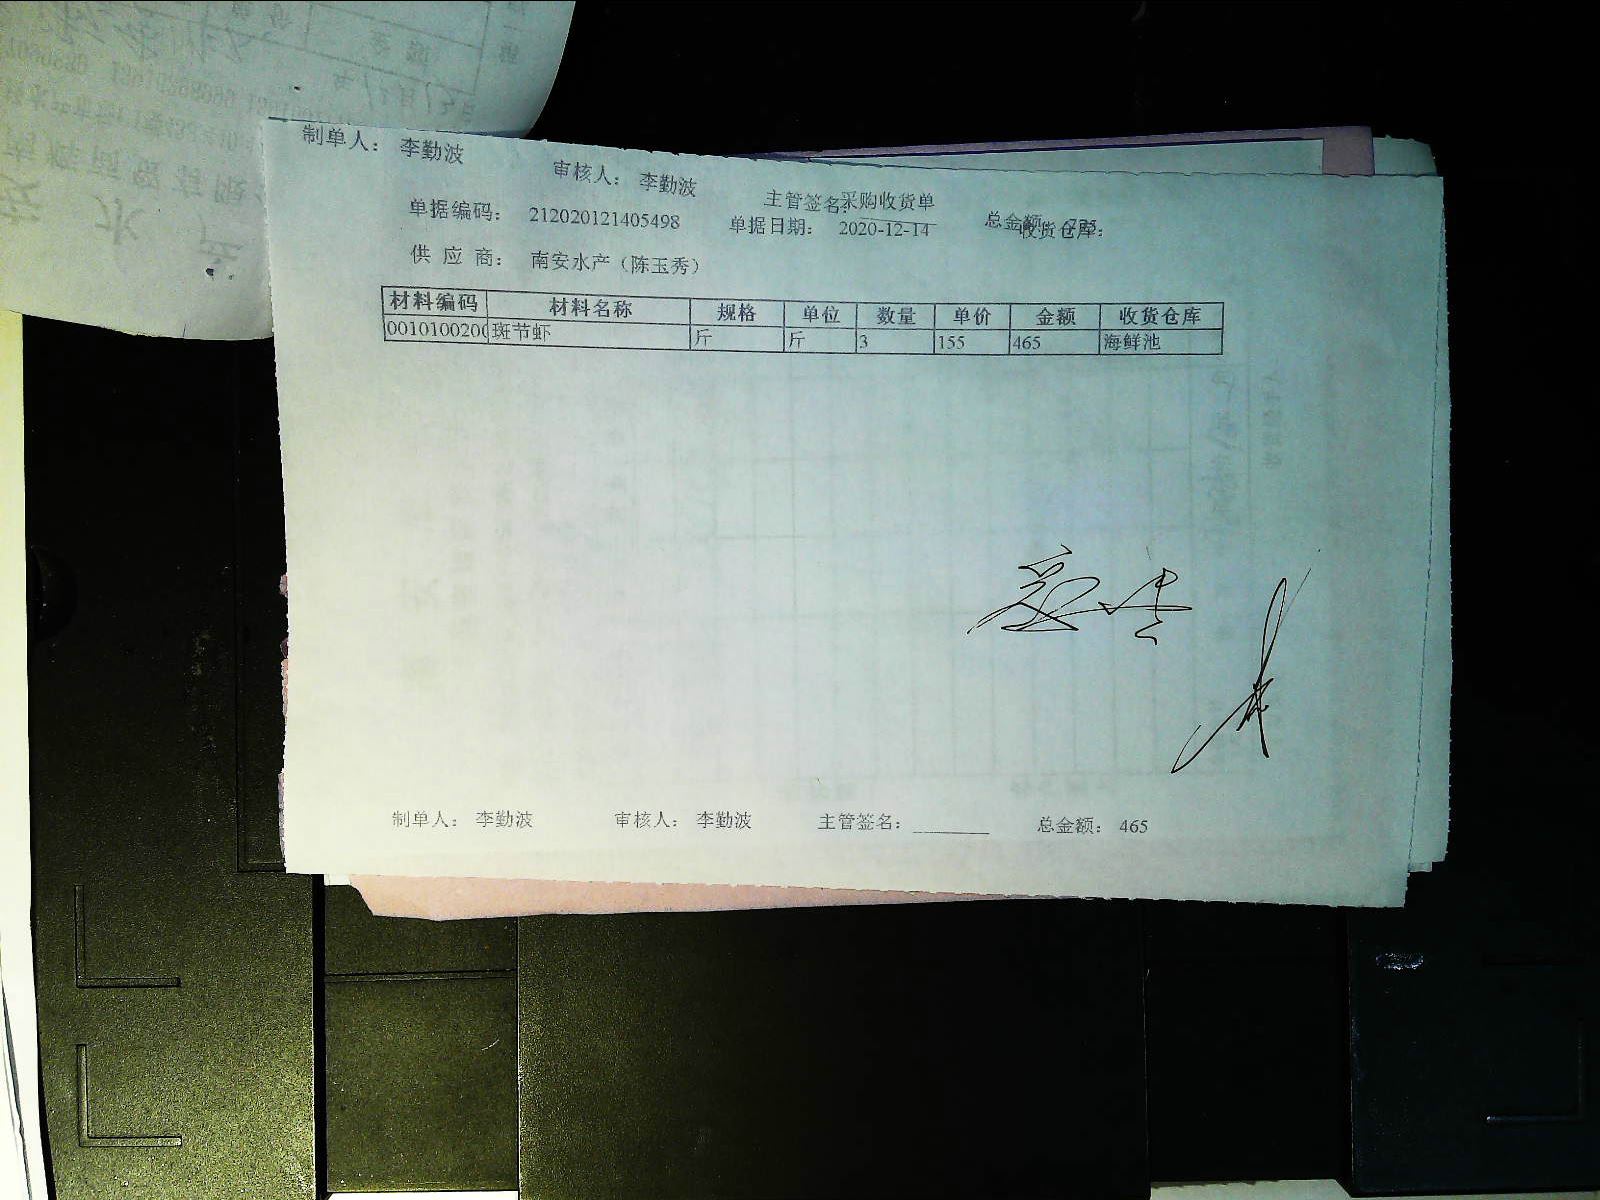 制单人： 李勤波 审核人： 李勤波 主管签名： 总金额：
采购收货单
单据编码： 212020121405498 单据日期： 2020-12-14 收货仓库：
供 应 商： 南安水产（陈玉秀）
材料编码 材料名称 规格 单位 数量 单价 金额 收货仓库
0010100200 斑节虾 斤 斤 3 155 465 海鲜池
制单人： 李勤波 审核人： 李勤波 主管签名： 总金额： 465